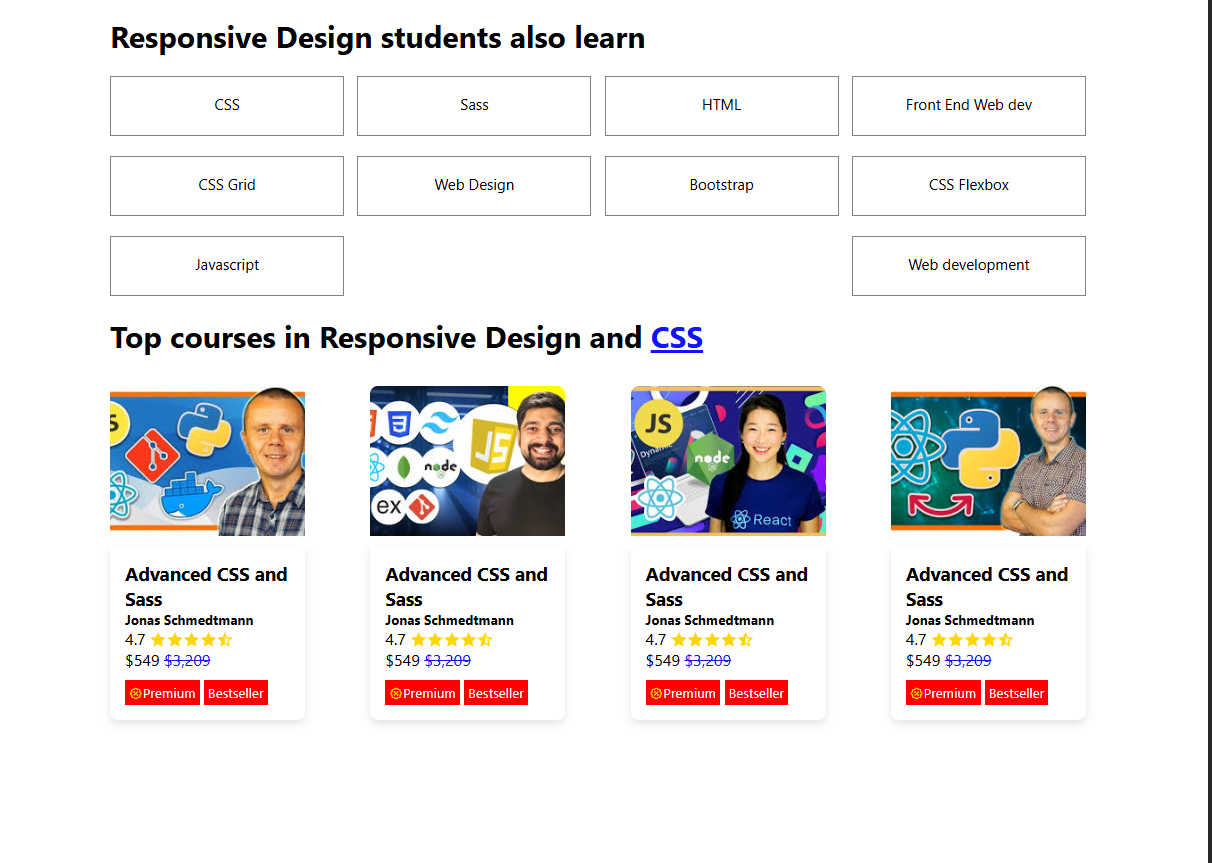 Responsive Design students also learn
CSS
Sass
HTML
Front End Web dev
CSS Grid
Web Design
Bootstrap
CSS Flexbox
Javascript
Web development
Top courses in Responsive Design and CSS
JS
node
JS
ex
JS
node
React
Advanced CSS and
Sass
Jonas Schmedtmann
4.7
$549 $3,209
Premium Bestseller
Advanced CSS and
Sass
Jonas Schmedtmann
4.7
$549 $3,209
Premium Bestseller
Advanced CSS and
Sass
Jonas Schmedtmann
4.7
$549 $3,209
Premium Bestseller
Advanced CSS and
Sass
Jonas Schmedtmann
4.7
$549 $3,209
Premium Bestseller